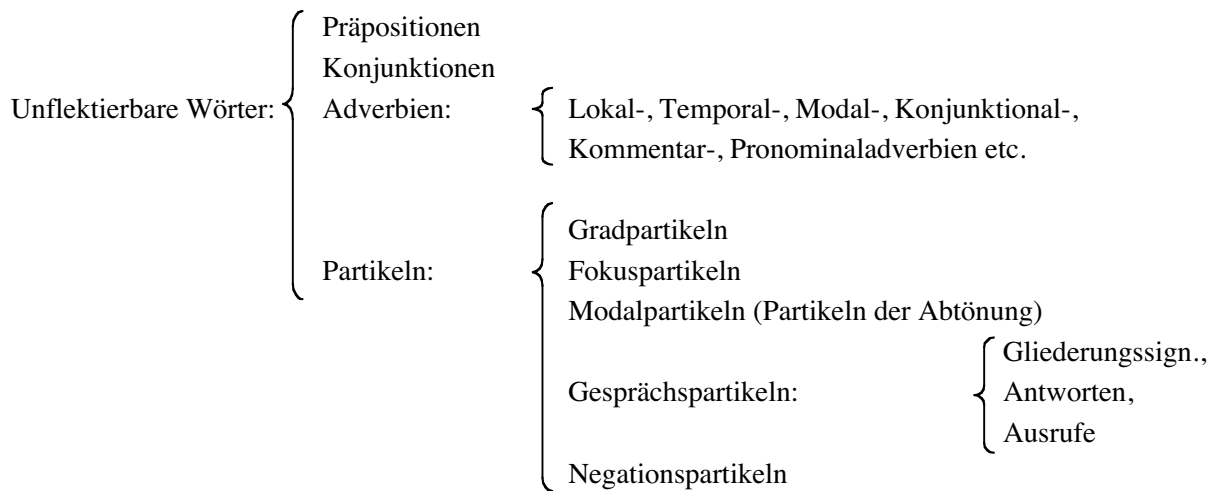 Präpositionen
Konjunktionen
Unflektierbare Wörter: Adverbien: Lokal-, Temporal-, Modal-, Konjunktional-,
Kommentar-, Pronominaladverbien etc.
Gradpartikeln
Partikeln: Fokuspartikeln
Modalpartikeln (Partikeln der Abtönung)
Gliederungssign.,
Gesprächspartikeln: Antworten,
Ausrufe
Negationspartikeln